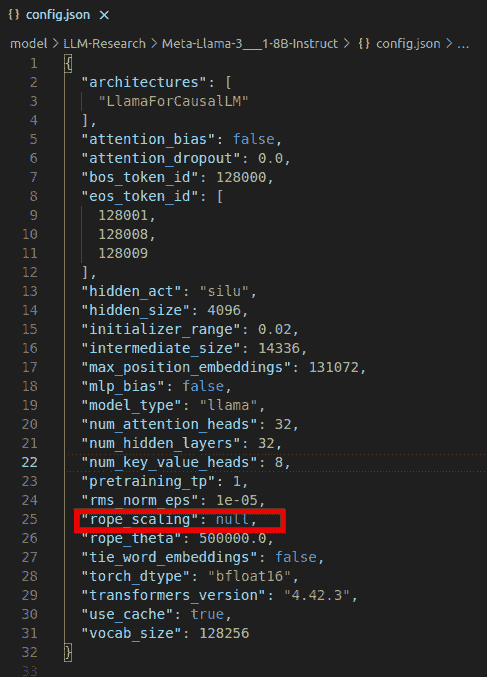 {} config.json ×
model > LLM-Research > Meta-Llama-3___1-8B-Instruct > {} config.json > ...
1 {
2 "architectures": [
3 "LlamaForCausalLM"
4 ],
5 "attention_bias": false,
6 "attention_dropout": 0.0,
7 "bos_token_id": 128000,
8 "eos_token_id": [
9 128001,
10 128008,
11 128009
12 ],
13 "hidden_act": "silu",
14 "hidden_size": 4096,
15 "initializer_range": 0.02,
16 "intermediate_size": 14336,
17 "max_position_embeddings": 131072,
18 "mlp_bias": false,
19 "model_type": "llama",
20 "num_attention_heads": 32,
21 "num_hidden_layers": 32,
22 "num_key_value_heads": 8,
23 "pretraining_tp": 1,
24 "rms_norm_eps": 1e-05,
25 "rope_scaling": null,
26 "rope_theta": 500000.0,
27 "tie_word_embeddings": false,
28 "torch_dtype": "bfloat16",
29 "transformers_version": "4.42.3",
30 "use_cache": true,
31 "vocab_size": 128256
32 }
33